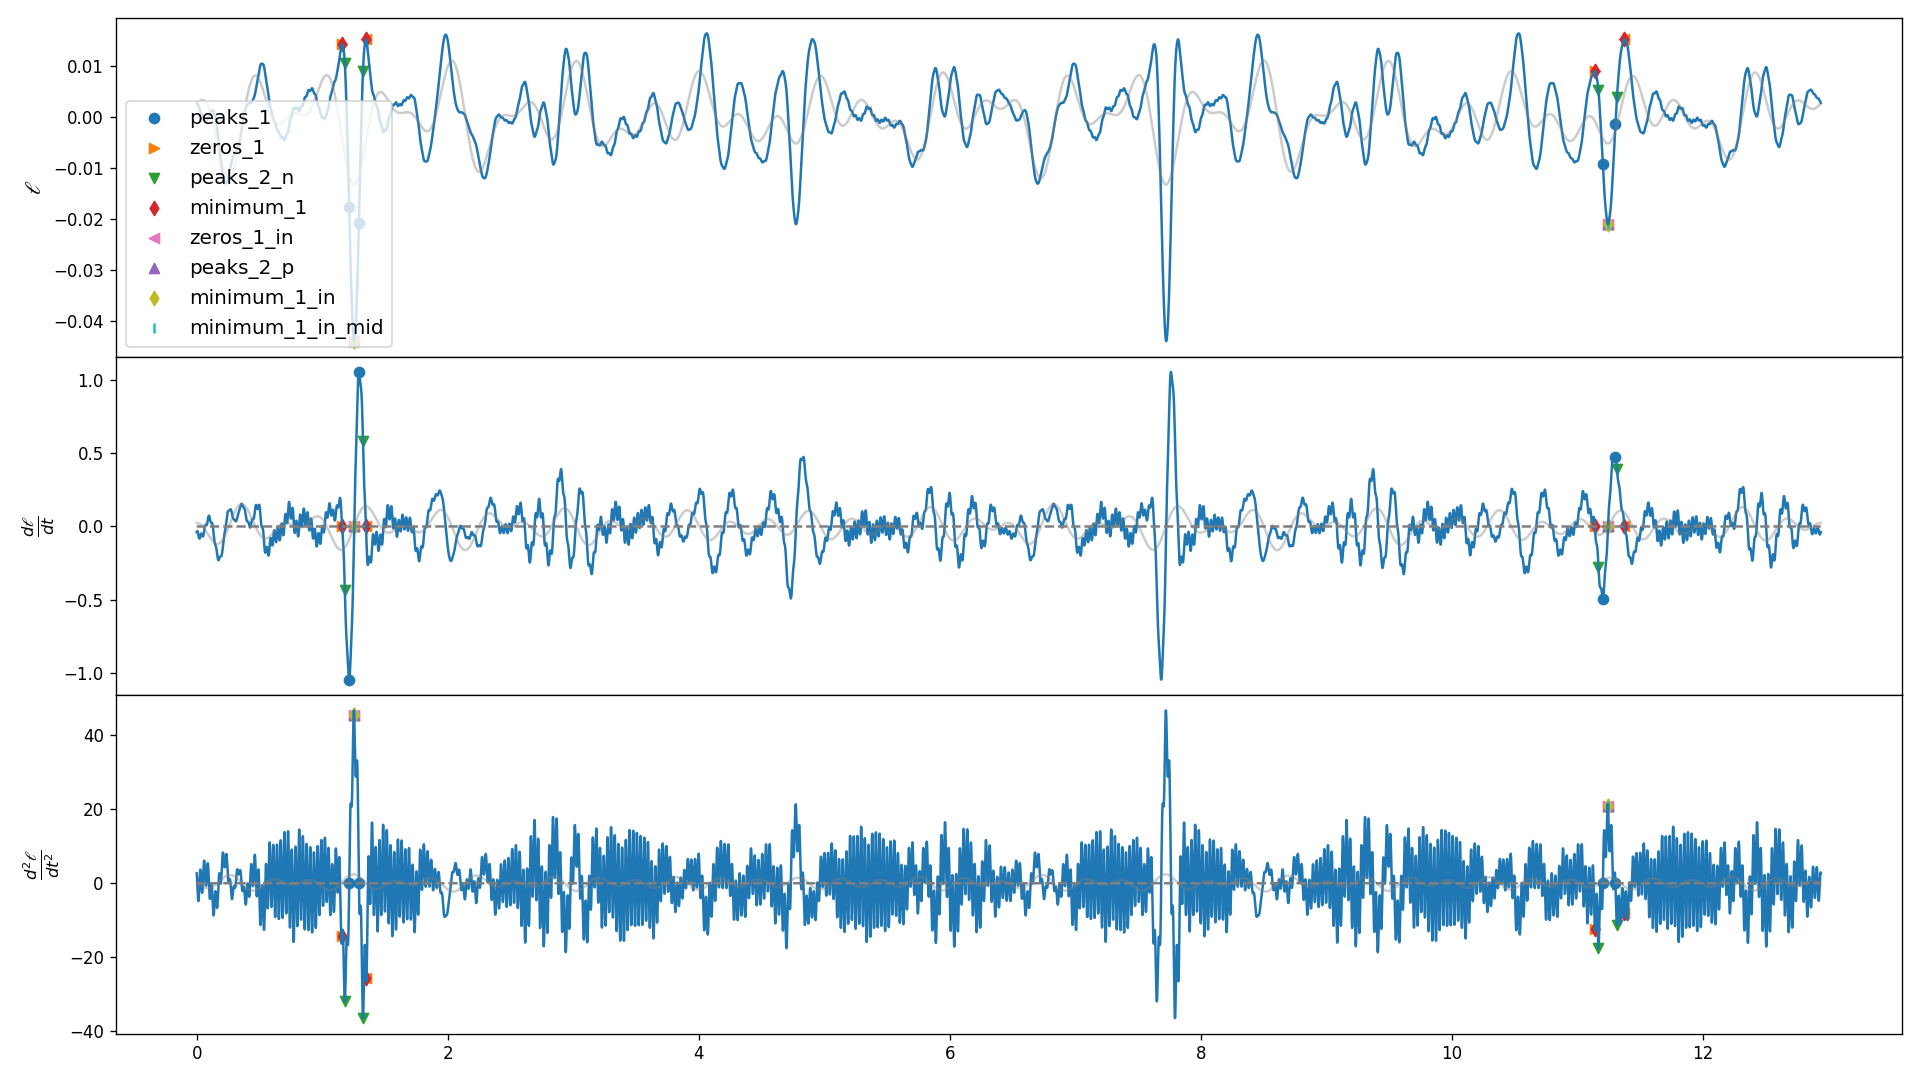 0.01
0.00
−0.01
−0.02
−0.03
−0.04
ℓ
peaks_1
zeros_1
peaks_2_n
minimum_1
zeros_1_in
peaks_2_p
minimum_1_in
minimum_1_in_mid
1.0
0.5
0.0
−0.5
−1.0
dℓ
dt
40
20
0
−20
−40
d²ℓ
dt²
0 2 4 6 8 10 12